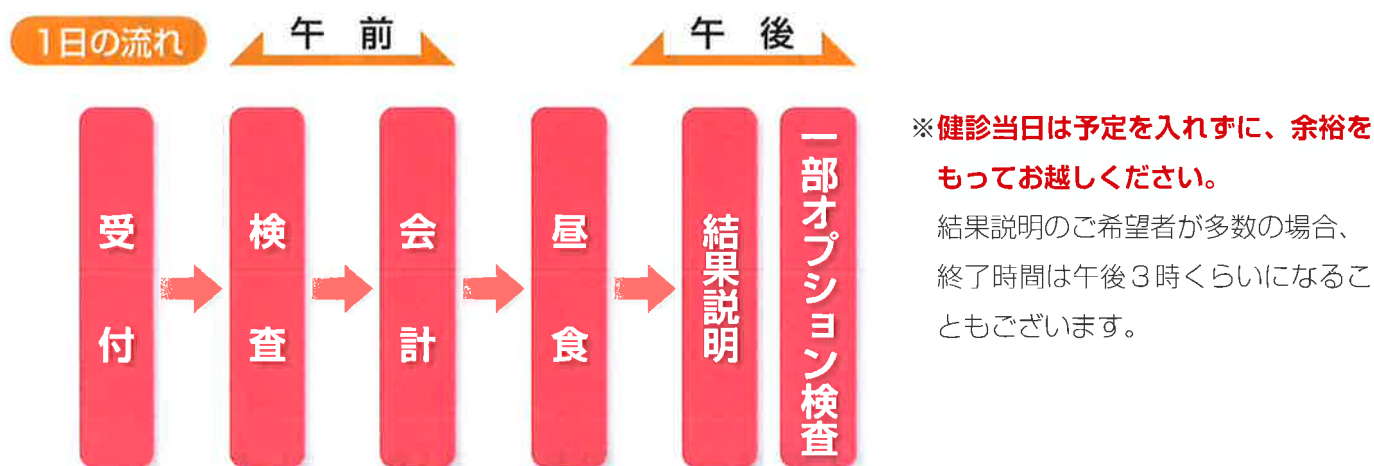 1日の流れ
午前
午後
受付
検査
会計
昼食
結果説明
一部オプション検査
※健診当日は予定を入れずに、余裕を
もってお越しください。
結果説明のご希望者が多数の場合、
終了時間は午後3時くらいになるこ
ともございます。